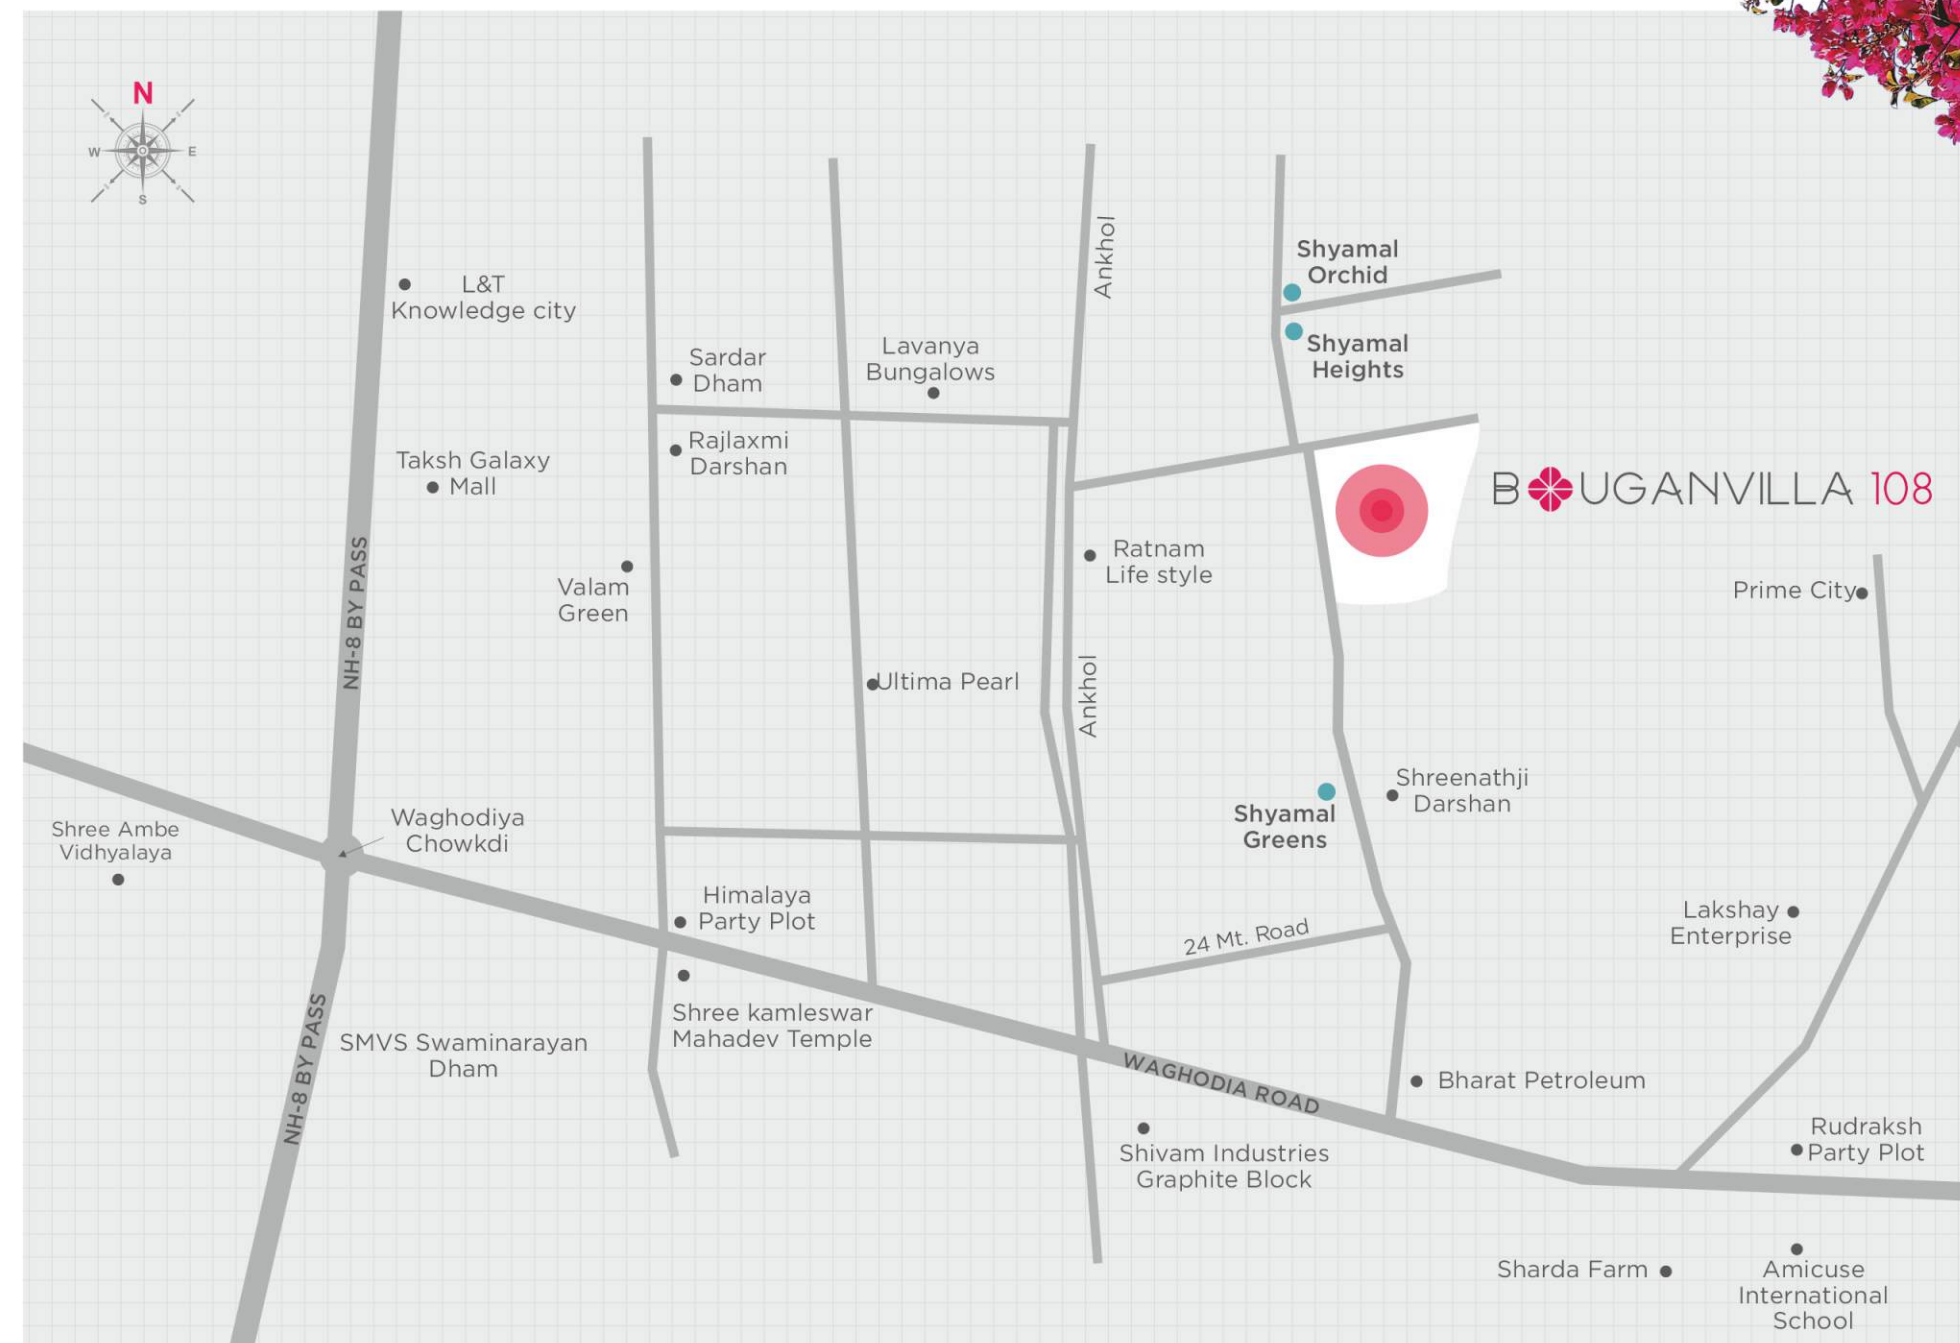 N
W
E
S
L&T
Knowledge city
Taksh Galaxy
Mall
NH-8 BY PASS
Valam
Green
Sardar
Dham
Rajlaxmi
Darshan
Lavanya
Bungalows
Ankhol
Shyamal
Orchid
Shyamal
Heights
BOUGANVILLA 108
Ratnam
Life style
Prime City
Ultima Pearl
Ankhol
Shreenathji
Darshan
Shyamal
Greens
Shree Ambe
Vidhyalaya
Waghodiya
Chowkdi
Himalaya
Party Plot
24 Mt. Road
Lakshay
Enterprise
NH-8 BY PASS
SMVS Swaminarayan
Dham
Shree kamleswar
Mahadev Temple
WAGHODIA ROAD
Bharat Petroleum
Shivam Industries
Graphite Block
Rudraksh
Party Plot
Sharda Farm
Amicuse
International
School